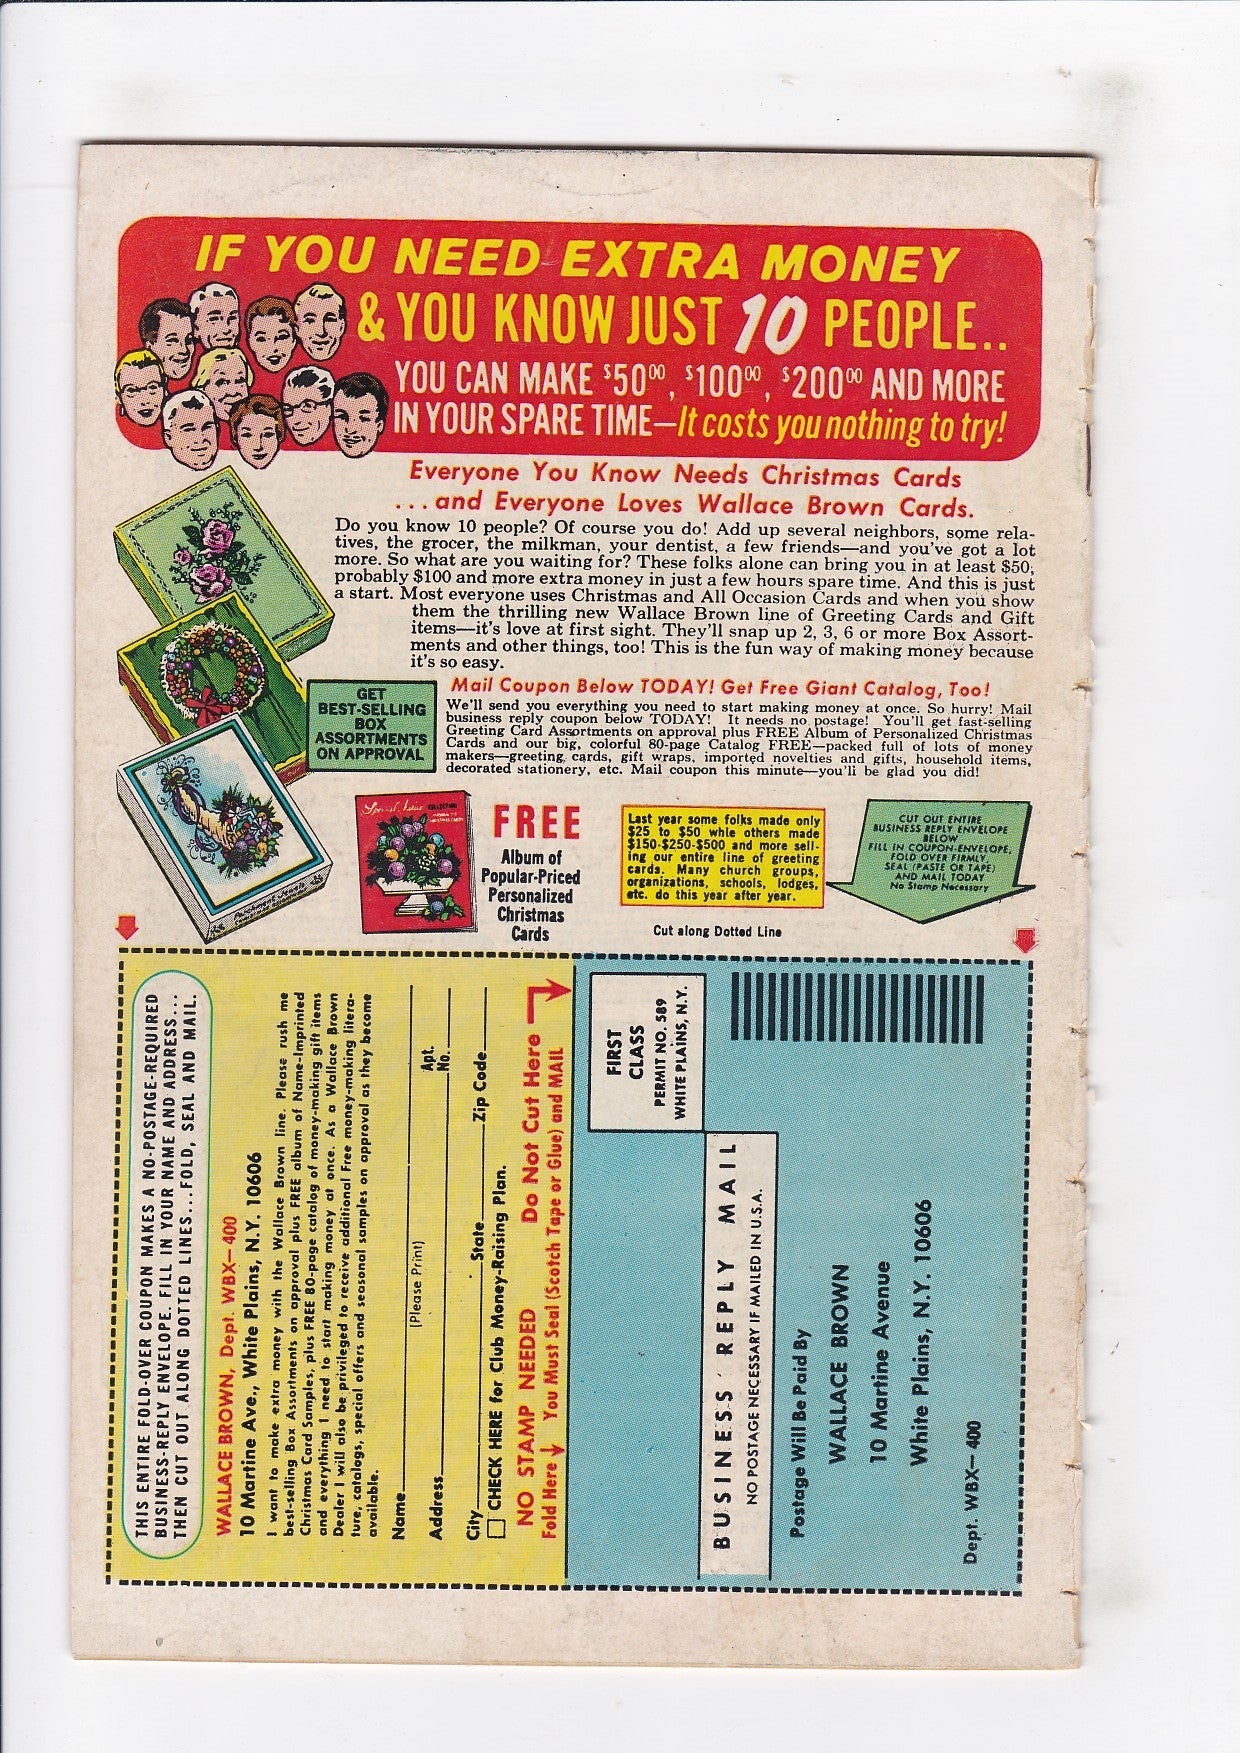 IF YOU NEED EXTRA MONEY
& YOU KNOW JUST 10 PEOPLE..
YOU CAN MAKE $5000, $10000, $20000 AND MORE
IN YOUR SPARE TIME—It costs you nothing to try!
Everyone You Know Needs Christmas Cards
...and Everyone Loves Wallace Brown Cards.
Do you know 10 people? Of course you do! Add up several neighbors, some rela-
tives, the grocer, the milkman, your dentist, a few friends—and you've got a lot
more. So what are you waiting for? These folks alone can bring you in at least $50,
probably $100 and more extra money in just a few hours spare time. And this is just
a start. Most everyone uses Christmas and All Occasion Cards and when you show
them the thrilling new Wallace Brown line of Greeting Cards and Gift
items—it's love at first sight. They'll snap up 2, 3, 6 or more Box Assort-
ments and other things, too! This is the fun way of making money because
it's so easy.
GET
BEST-SELLING
BOX
ASSORTMENTS
ON APPROVAL
Mail Coupon Below TODAY! Get Free Giant Catalog, Too!
We'll send you everything you need to start making money at once. So hurry! Mail
business reply coupon below TODAY! It needs no postage! You'll get fast-selling
Greeting Card Assortments on approval plus FREE Album of Personalized Christmas
Cards and our big, colorful 80-page Catalog FREE—packed full of lots of money
makers—greeting cards, gift wraps, imported novelties and gifts, household items,
decorated stationery, etc. Mail coupon this minute—you'll be glad you did!
FREE
Album of
Popular-Priced
Personalized
Christmas
Cards
Last year some folks made only
$25 to $50 whle others made
$150-$250-$500 and more sell-
ing our entire line of greeting
cards. Many church groups,
organizations, schools, lodges,
etc. do this year after year.
CUT OUT ENTIRE
BUSINESS REPLY ENVELOPE
BELOW
FILL IN COUPON-ENVELOPE,
FOLD OVER FIRMLY,
SEAL (PASTE OR TAPE)
AND MAIL TODAY
No Stamp Necessary
Cut along Dotted Line
THIS ENTIRE FOLD-OVER COUPON MAKES A NO-POSTAGE-REQUIRED
BUSINESS-REPLY ENVELOPE. FILL IN YOUR NAME AND ADDRESS...
THEN CUT OUT ALONG DOTTED LINES...FOLD, SEAL AND MAIL.
WALLACE BROWN, Dept. WBX—400
10 Martine Ave., White Plains, N.Y. 10606
I want to make extra money with the Wallace Brown line. Please rush me
best-selling Box Assortments on approval plus FREE album of Name-Imprinted
Christmas Card Samples, plus FREE 80-page catalog of money-making gift items
and everything I need to start making money at once. As a Wallace Brown
Dealer I will also be privileged to receive additional Free money-making litera-
ture, catalogs, special offers and seasonal samples on approval as they become
available.
Name
(Please Print)
Address Apt. No.
City State Zip Code
CHECK HERE for Club Money-Raising Plan.
NO STAMP NEEDED Do Not Cut Here
Fold Here You Must Seal (Scotch Tape or Glue) and MAIL
FIRST
CLASS
PERMIT NO. 589
WHITE PLAINS, N.Y.
BUSINESS REPLY MAIL
NO POSTAGE NECESSARY IF MAILED IN U.S.A.
Postage Will Be Paid By
WALLACE BROWN
10 Martine Avenue
White Plains, N.Y. 10606
Dept. WBX—400